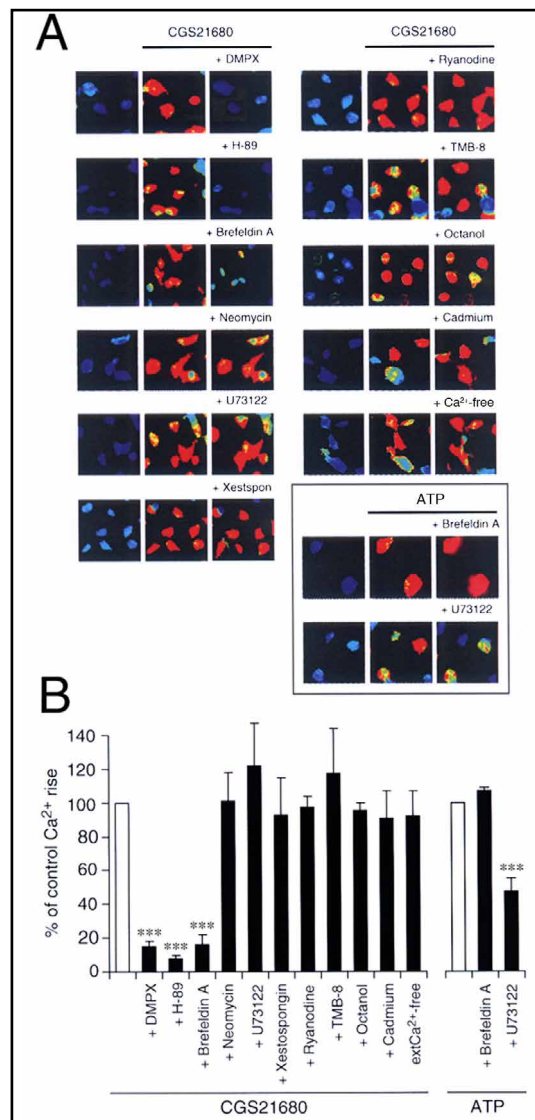 A
CGS21680
+ DMPX
+ H-89
+ Brefeldin A
+ Neomycin
+ U73122
+ Xestspon
CGS21680
+ Ryanodine
+ TMB-8
+ Octanol
+ Cadmium
+ Ca²⁺-free
ATP
+ Brefeldin A
+ U73122
B
% of control Ca²⁺ rise
140
120
100
80
60
40
20
0
***
***
***
***
+ DMPX
+ H-89
+ Brefeldin A
+ Neomycin
+ U73122
+ Xestospongin
+ Ryanodine
+ TMB-8
+ Octanol
+ Cadmium
extCa²⁺-free
+ Brefeldin A
+ U73122
CGS21680
ATP